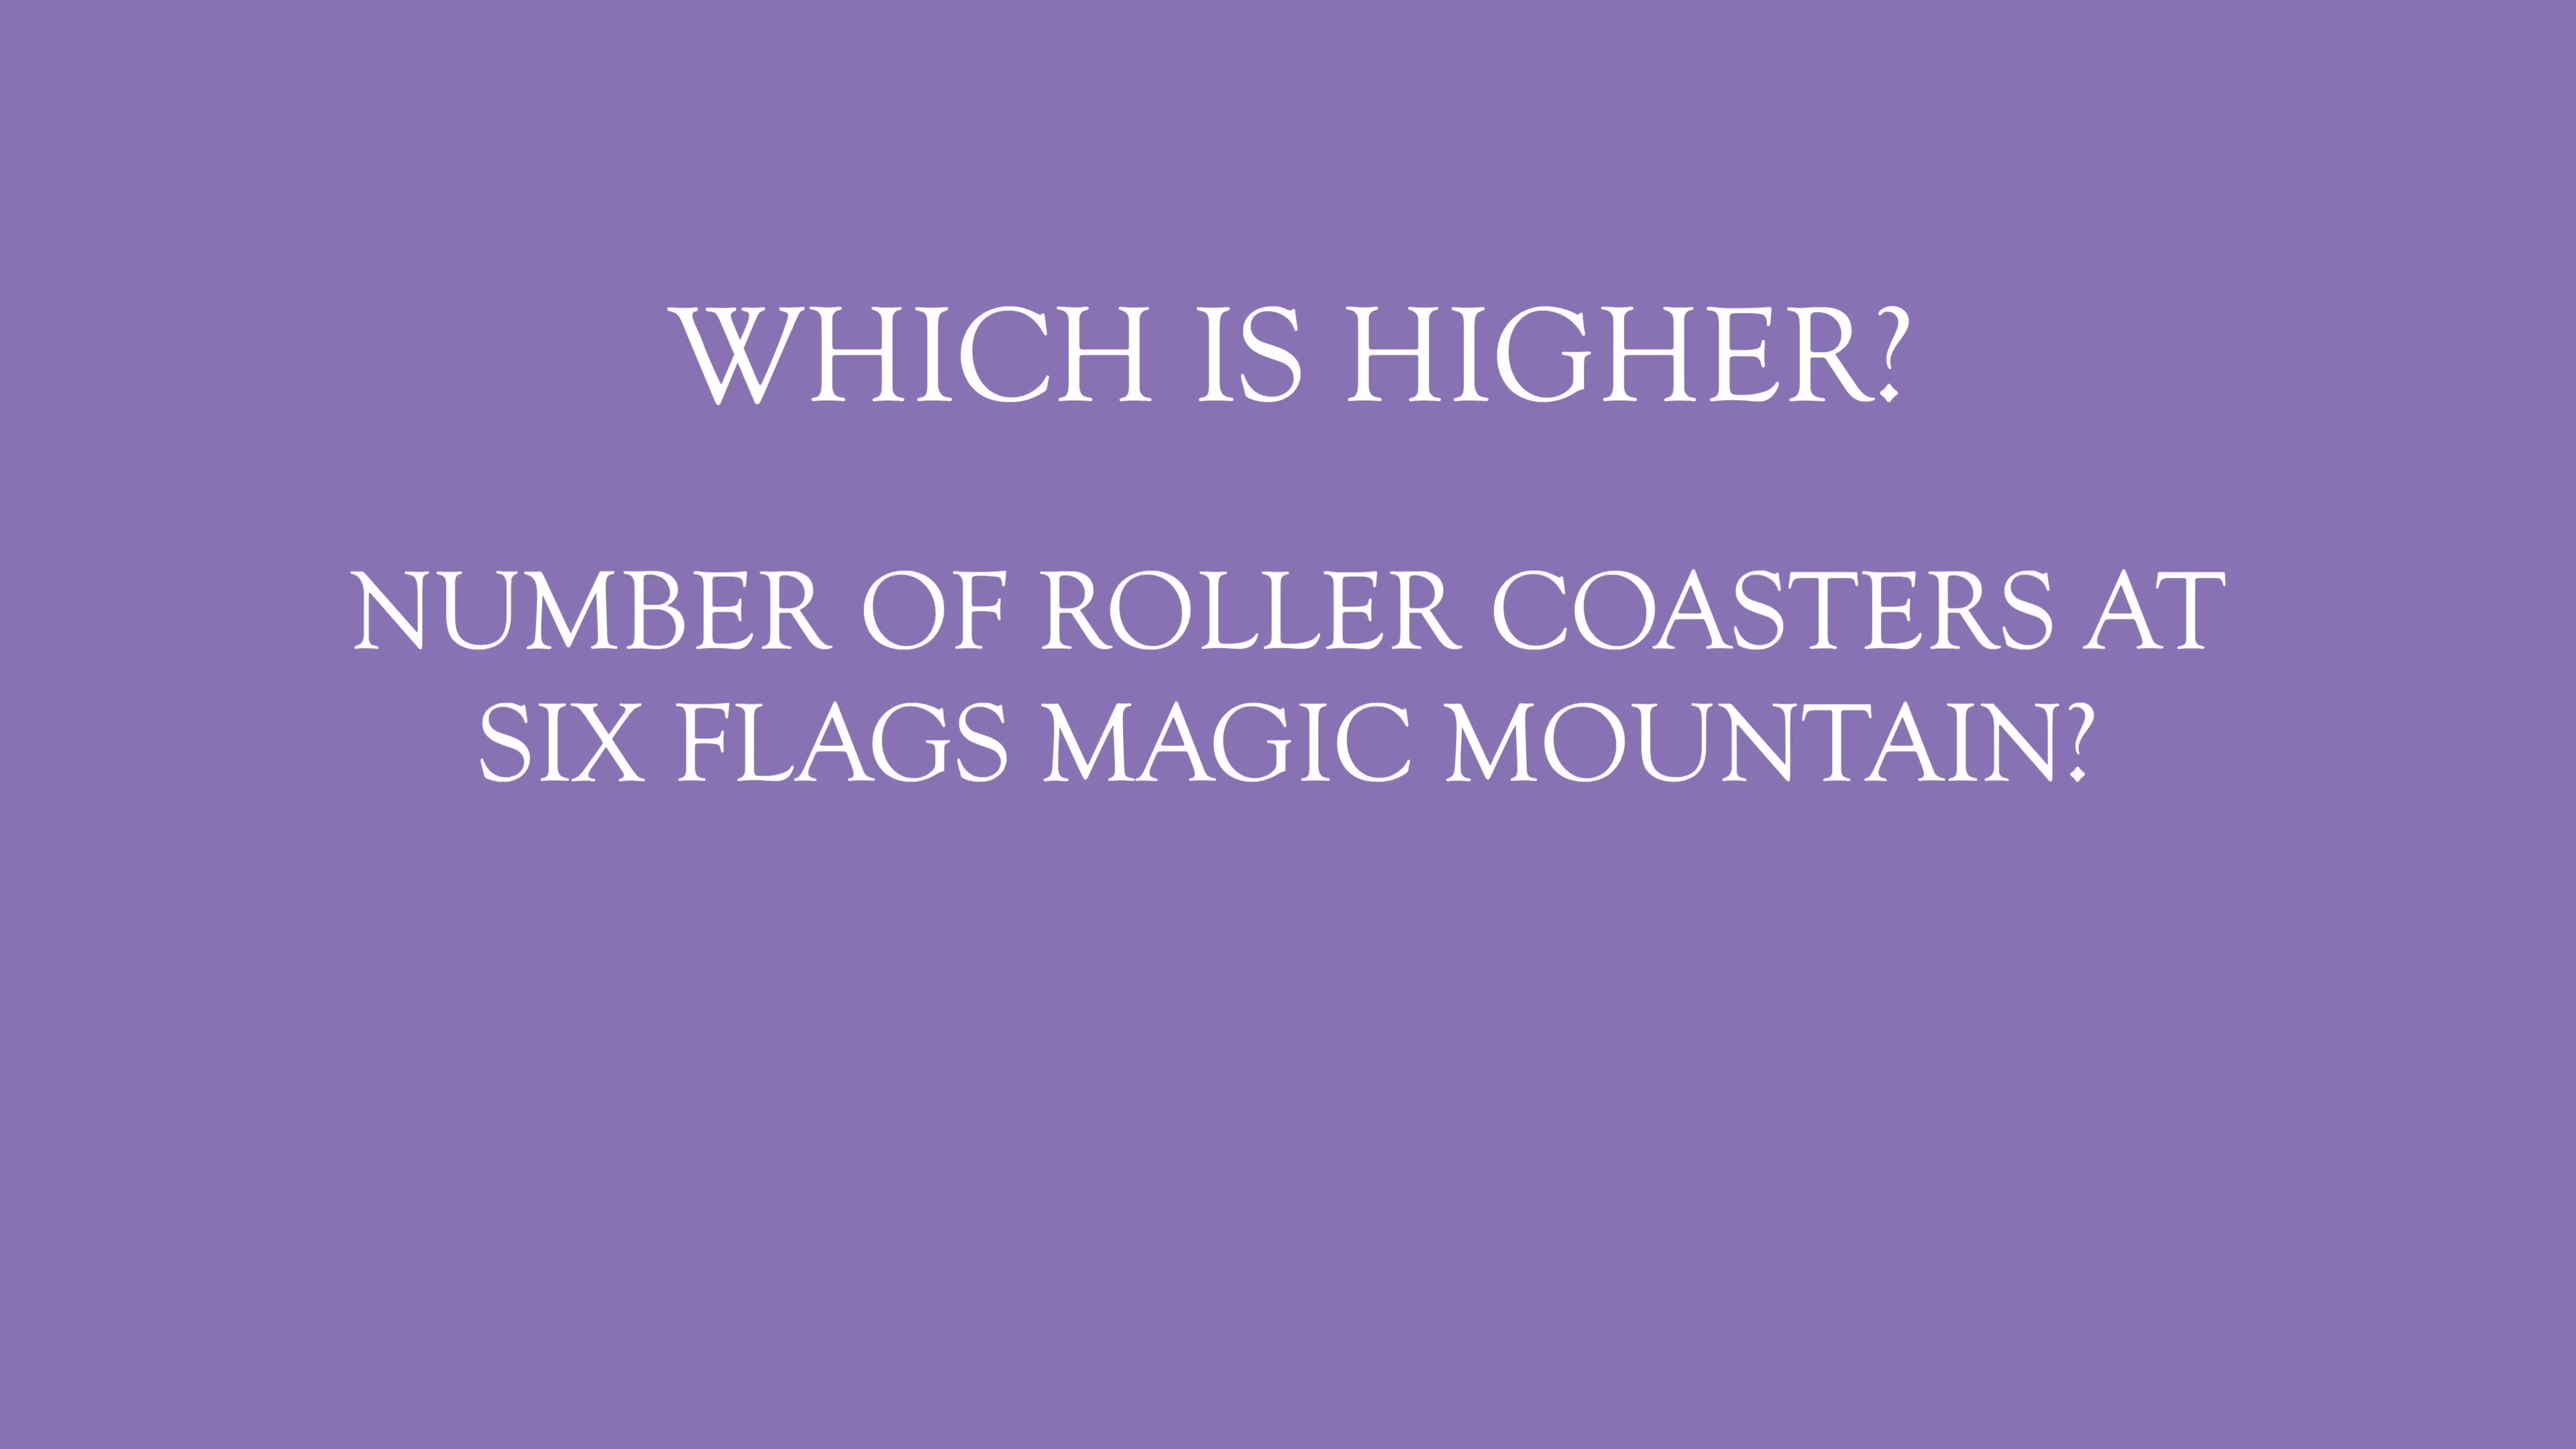 WHICH IS HIGHER?
NUMBER OF ROLLER COASTERS AT
SIX FLAGS MAGIC MOUNTAIN?